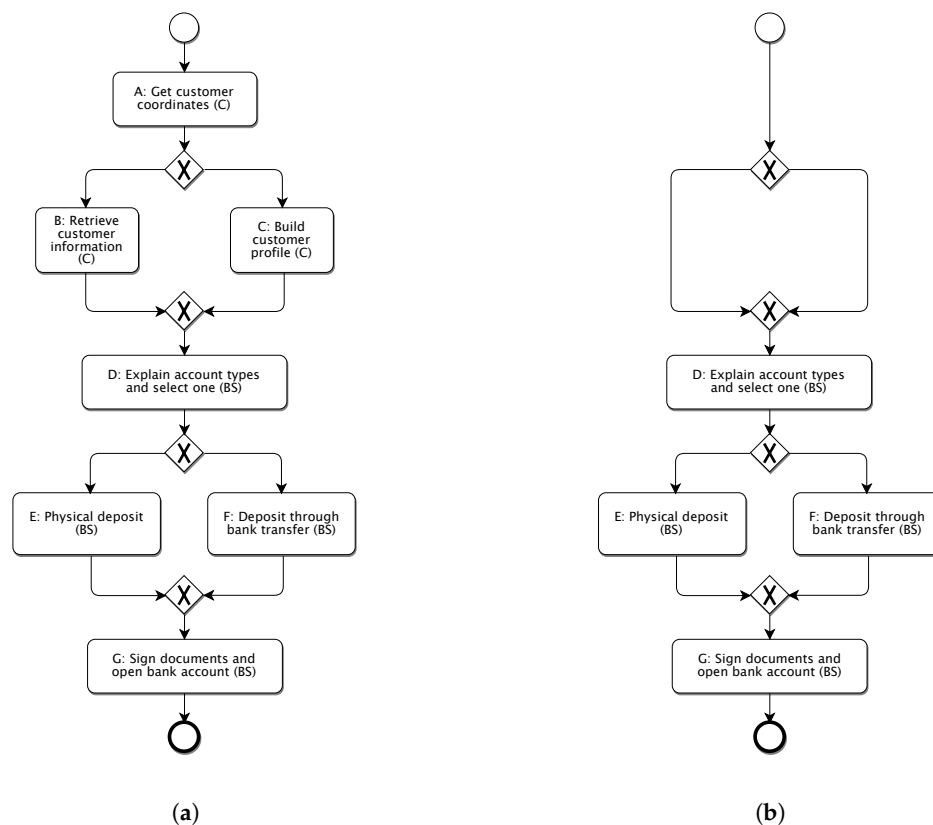 A: Get customer
coordinates (C)
X
X
B: Retrieve
customer
information
(C)
C: Build
customer
profile (C)
X
X
D: Explain account types
and select one (BS)
D: Explain account types
and select one (BS)
X
X
E: Physical deposit
(BS)
F: Deposit through
bank transfer (BS)
E: Physical deposit
(BS)
F: Deposit through
bank transfer (BS)
X
X
G: Sign documents and
open bank account (BS)
G: Sign documents and
open bank account (BS)
(a)
(b)